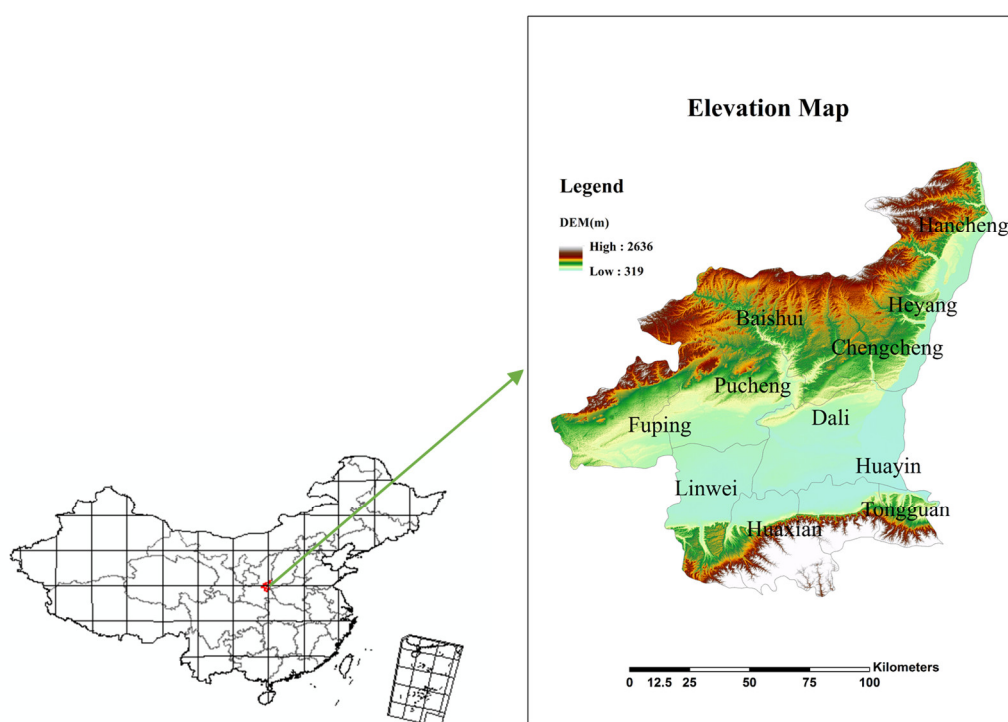 Elevation Map
Legend
DEM(m)
High : 2636
Low : 319
Hancheng
Heyang
Baishui
Chengcheng
Pucheng
Dali
Fuping
Huayin
Linwei
Tongguan
Huaxian
Kilometers
0 12.5 25 50 75 100